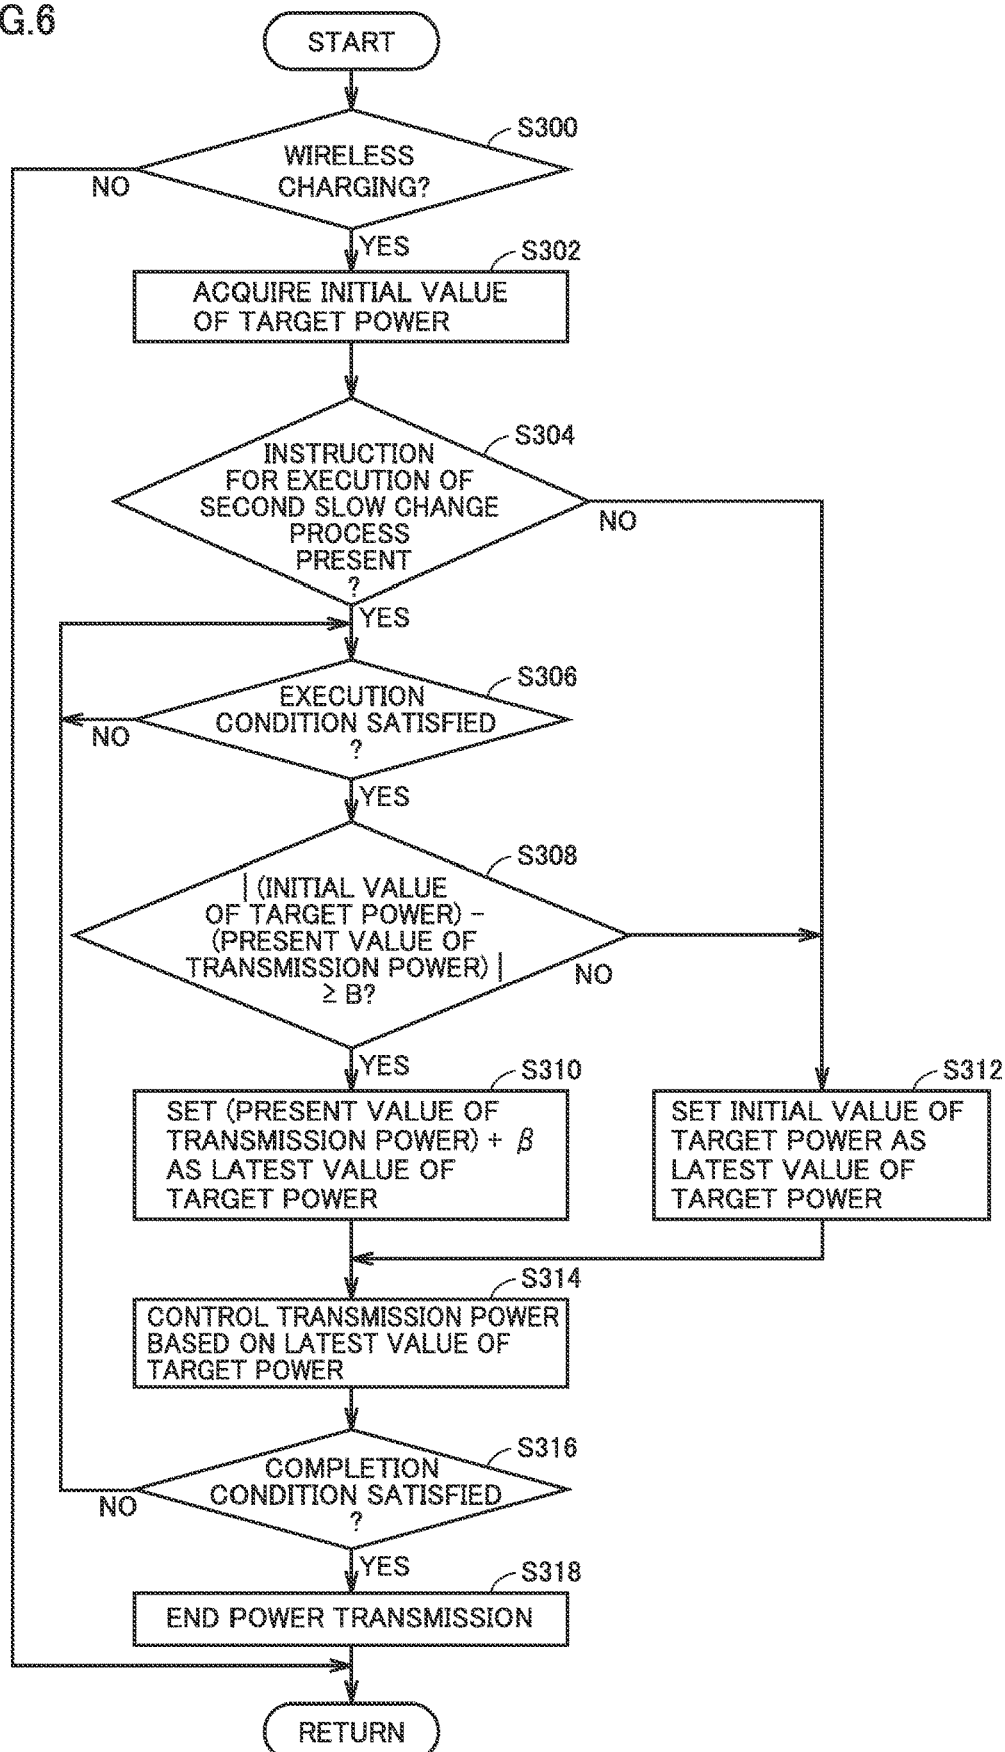 G.6
START
S300
WIRELESS
CHARGING?
NO
YES
S302
ACQUIRE INITIAL VALUE
OF TARGET POWER
S304
INSTRUCTION
FOR EXECUTION OF
SECOND SLOW CHANGE
PROCESS
PRESENT
?
NO
YES
S306
EXECUTION
CONDITION SATISFIED
?
NO
YES
S308
| (INITIAL VALUE
OF TARGET POWER) –
(PRESENT VALUE OF
TRANSMISSION POWER) |
≥ B?
NO
YES
S310
SET (PRESENT VALUE OF
TRANSMISSION POWER) + β
AS LATEST VALUE OF
TARGET POWER
S312
SET INITIAL VALUE OF
TARGET POWER AS
LATEST VALUE OF
TARGET POWER
S314
CONTROL TRANSMISSION POWER
BASED ON LATEST VALUE OF
TARGET POWER
S316
COMPLETION
CONDITION SATISFIED
?
NO
YES
S318
END POWER TRANSMISSION
RETURN